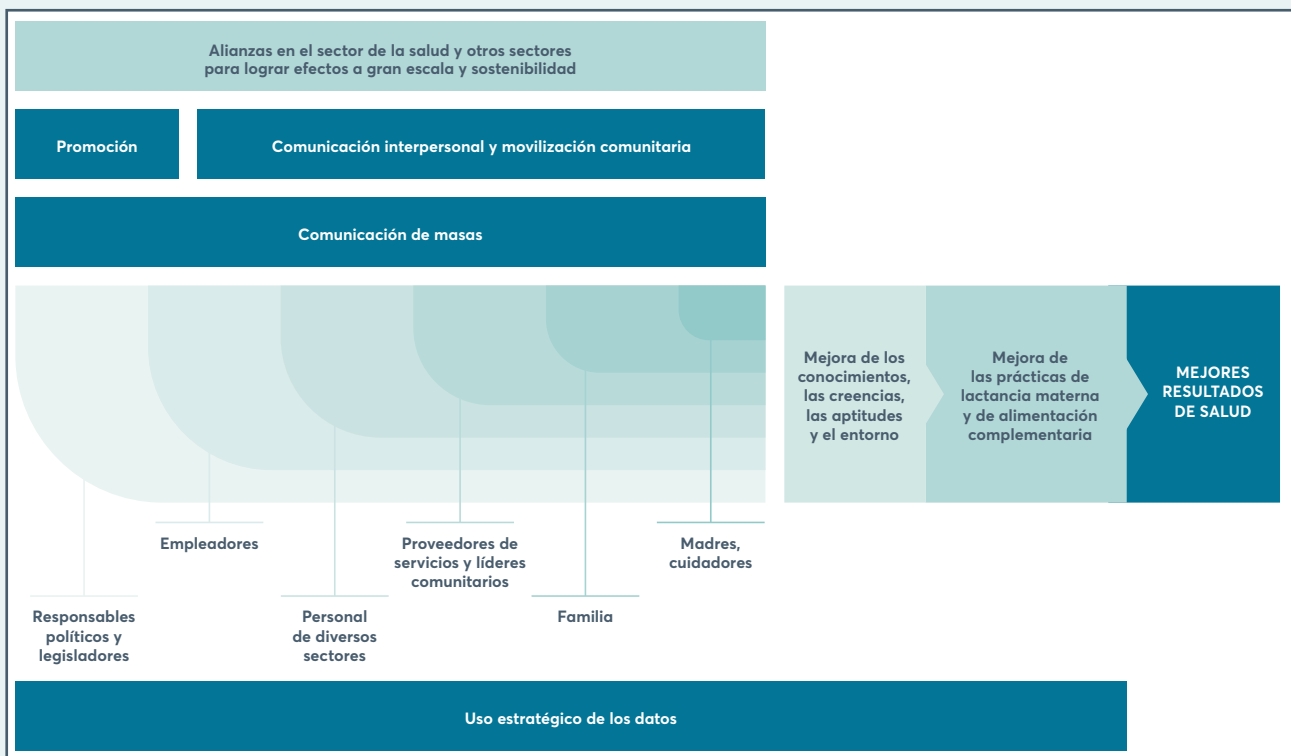 Alianzas en el sector de la salud y otros sectores
para lograr efectos a gran escala y sostenibilidad
Promoción
Comunicación interpersonal y movilización comunitaria
Comunicación de masas
Mejora de los
conocimientos,
las creencias,
las aptitudes
y el entorno
Mejora de
las prácticas de
lactancia materna
y de alimentación
complementaria
MEJORES
RESULTADOS
DE SALUD
Empleadores
Proveedores de
servicios y líderes
comunitarios
Madres,
cuidadores
Responsables
políticos y
legisladores
Personal
de diversos
sectores
Familia
Uso estratégico de los datos